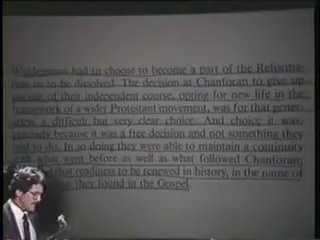 had to choose to become a part of the Reforma-
or to be dissolved. The decision at Chanforan to give up
of their independent course, opting for new life in the
framework of a wider Protestant movement, was for that gener-
ation a difficult but very clear choice. And choice it was,
precisely because it was a free decision and not something they
had to do. In so doing they were able to maintain a continuity
what went before as well as what followed Chanforan,
that readiness to be renewed in history, in the name of
they found in the Gospel.